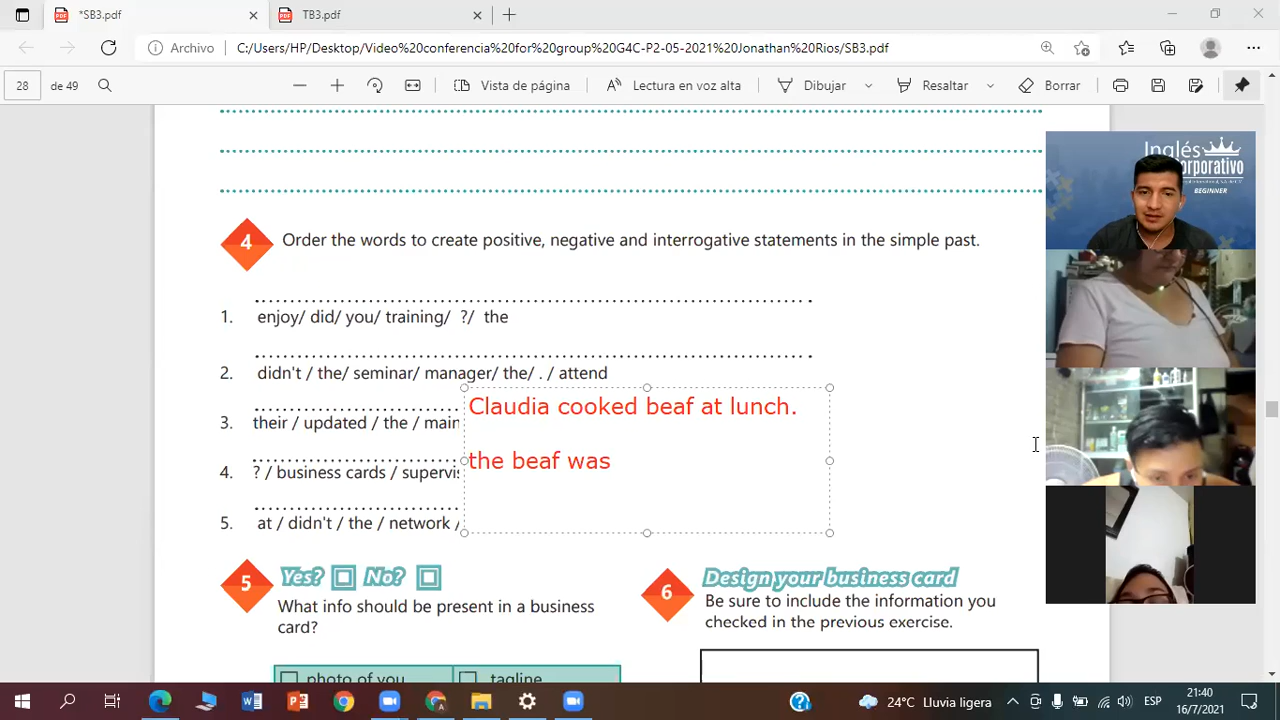 *SB3.pdf
TB3.pdf
Archivo
C:/Users/HP/Desktop/Video%20conferencia%20for%20group%20G4C-P2-05-2021%20Jonathan%20Rios/SB3.pdf
28 de 49
Vista de página
Lectura en voz alta
Dibujar
Resaltar
Borrar
4 Order the words to create positive, negative and interrogative statements in the simple past.
1. enjoy/ did/ you/ training/ ?/ the
2. didn't / the/ seminar/ manager/ the/ . / attend
Claudia cooked beaf at lunch.
3. their / updated / the / main
the beaf was
4. ? / business cards / supervis
5. at / didn't / the / network /
5 Yes? No?
What info should be present in a business
card?
photo of you
tagline
6 Design your business card
Be sure to include the information you
checked in the previous exercise.
Inglés
Corporativo
BEGINNER
24°C Lluvia ligera
ESP
21:40
16/7/2021